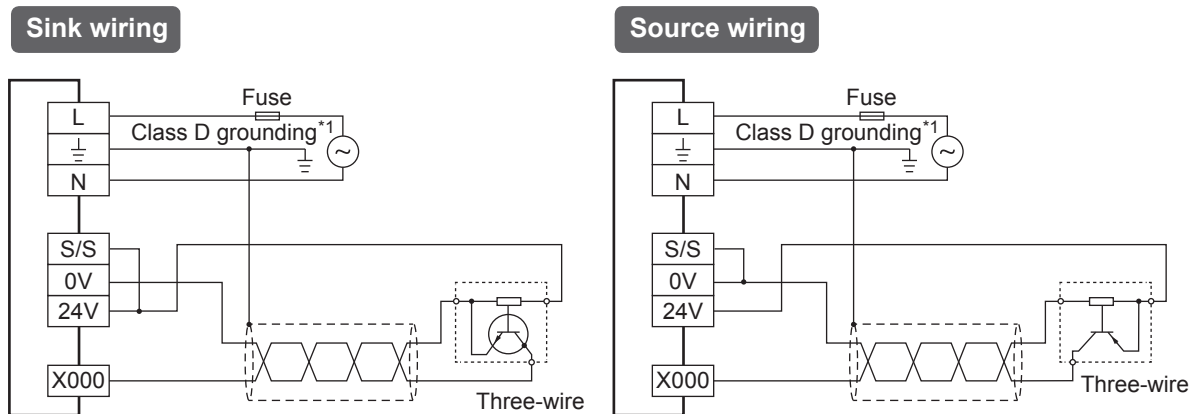 Sink wiring
L
N
S/S
0V
24V
X000
Fuse
Class D grounding*1
~
Three-wire
Source wiring
L
N
S/S
0V
24V
X000
Fuse
Class D grounding*1
~
Three-wire